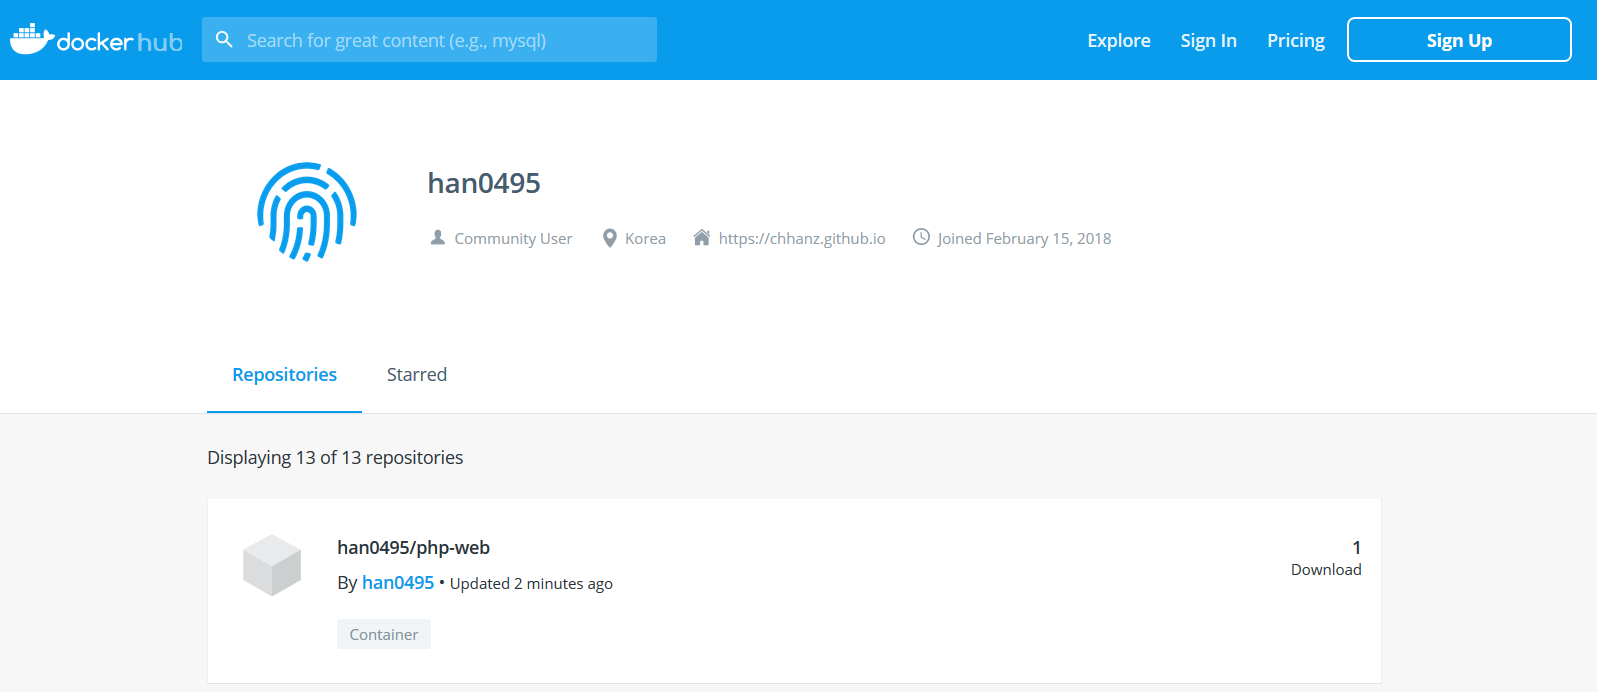 docker hub Search for great content (e.g., mysql) Explore Sign In Pricing Sign Up
han0495
Community User Korea https://chhanz.github.io Joined February 15, 2018
Repositories Starred
Displaying 13 of 13 repositories
han0495/php-web 1
By han0495 • Updated 2 minutes ago Download
Container